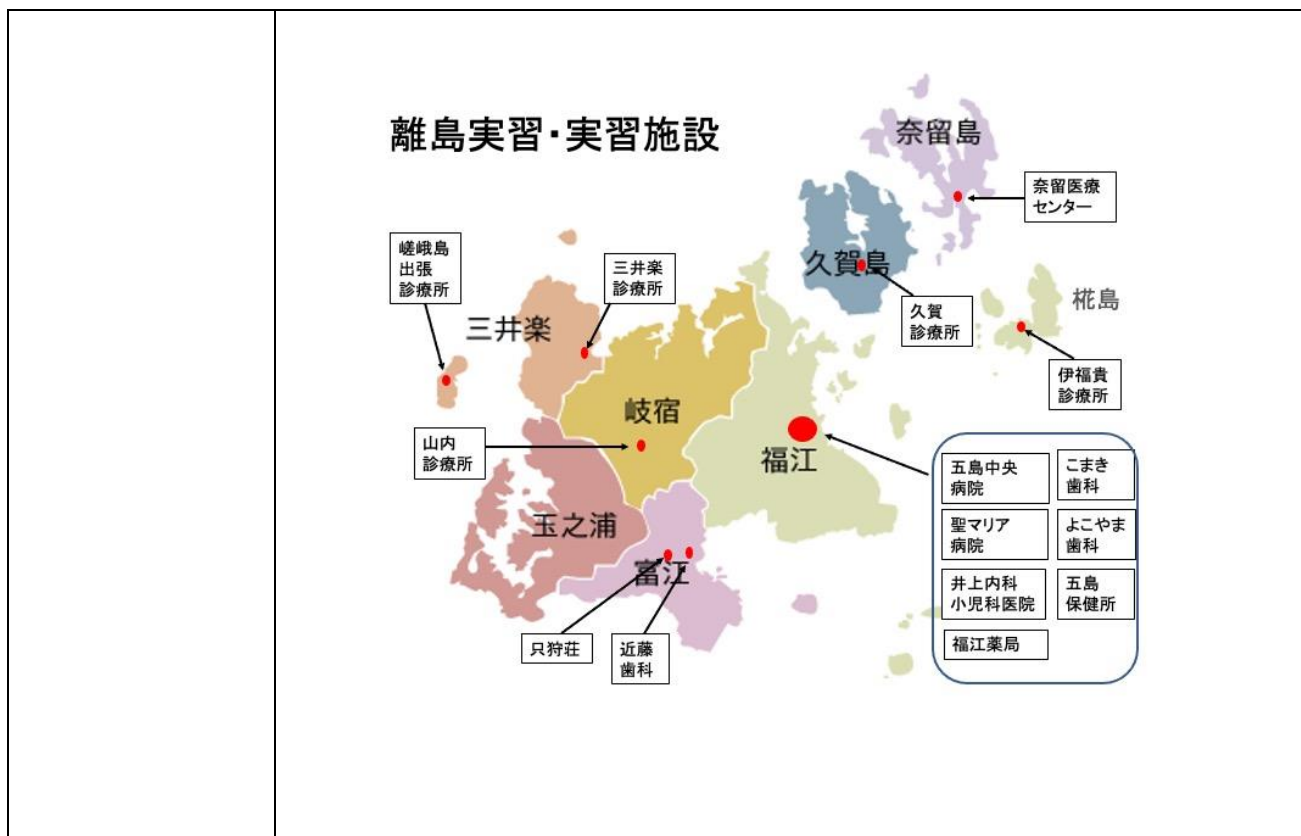 離島実習・実習施設
奈留島
奈留医療
センター
久賀島
久賀
診療所
椛島
伊福貴
診療所
嵯峨島
出張
診療所
三井楽
診療所
三井楽
岐宿
山内
診療所
福江
玉之浦
富江
只狩荘
近藤
歯科
五島中央
病院
こまき
歯科
聖マリア
病院
よこやま
歯科
井上内科
小児科医院
五島
保健所
福江薬局